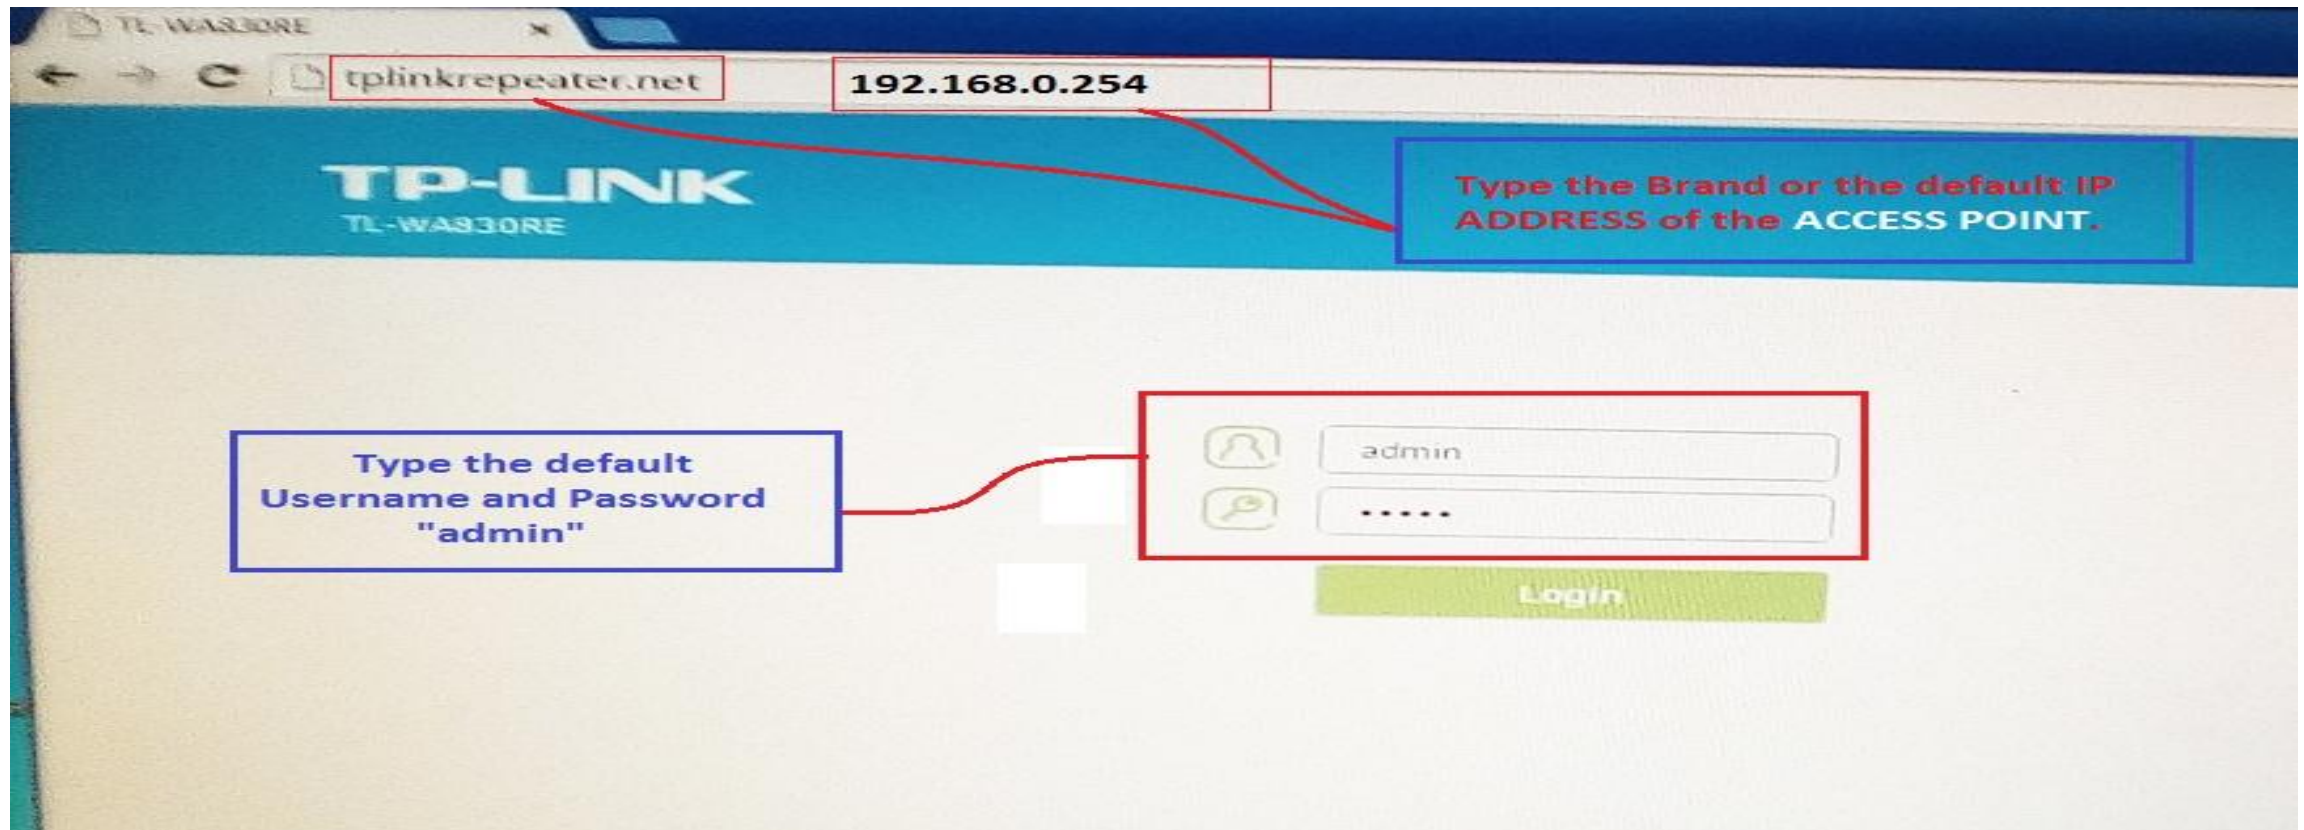 TL-WA830RE
tplinkrepeater.net
192.168.0.254
TP-LINK
TL-WA830RE
Type the Brand or the default IP
ADDRESS of the ACCESS POINT.
admin
Type the default
Username and Password
"admin"
•••••
Login